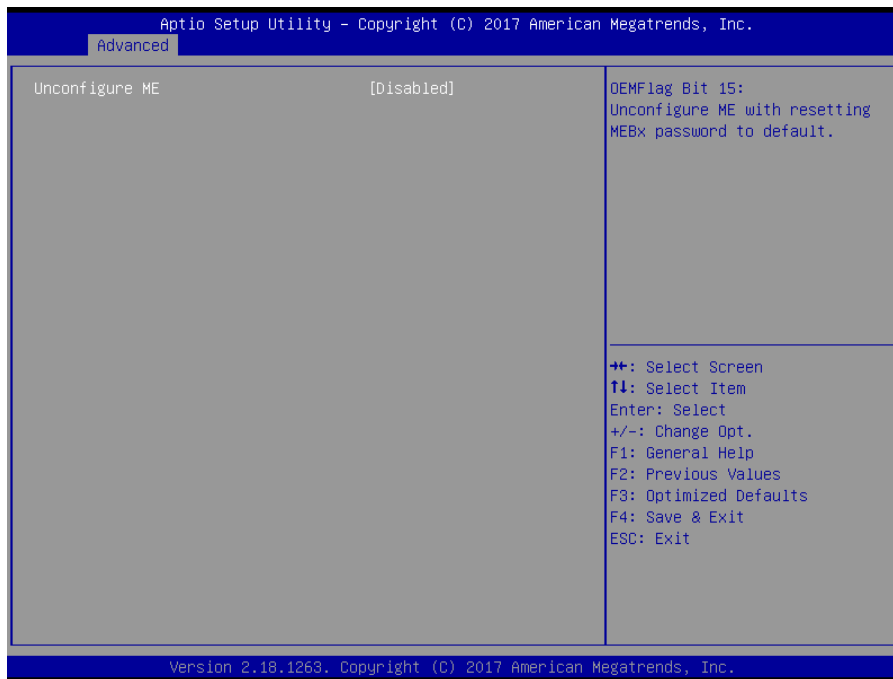 Aptio Setup Utility – Copyright (C) 2017 American Megatrends, Inc.
Advanced
Unconfigure ME [Disabled]
OEMFlag Bit 15:
Unconfigure ME with resetting
MEBx password to default.
→←: Select Screen
↑↓: Select Item
Enter: Select
+/-: Change Opt.
F1: General Help
F2: Previous Values
F3: Optimized Defaults
F4: Save & Exit
ESC: Exit
Version 2.18.1263. Copyright (C) 2017 American Megatrends, Inc.